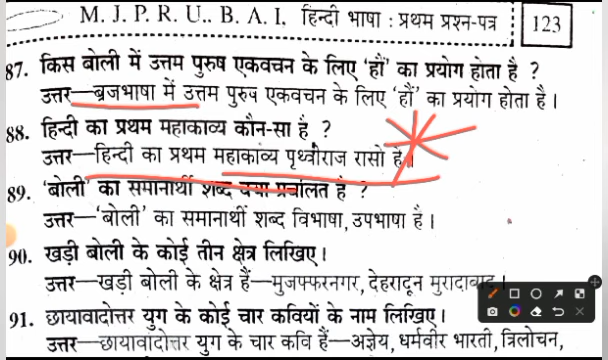 M. J. P. R. U.. B. A. I. हिन्दी भाषा : प्रथम प्रश्न-पत्र 123
87. किस बोली में उत्तम पुरुष एकवचन के लिए ‘हौं’ का प्रयोग होता है ?
उत्तर—ब्रजभाषा में उत्तम पुरुष एकवचन के लिए ‘हौं’ का प्रयोग होता है ।
88. हिन्दी का प्रथम महाकाव्य कौन-सा है ?
उत्तर—हिन्दी का प्रथम महाकाव्य पृथ्वीराज रासो है।
89. ‘बोली’ का समानार्थी शब्द क्या प्रचलित है ?
उत्तर—‘बोली’ का समानार्थी शब्द विभाषा, उपभाषा है ।
90. खड़ी बोली के कोई तीन क्षेत्र लिखिए।
उत्तर—खड़ी बोली के क्षेत्र हैं—मुजफ्फरनगर, देहरादून मुरादाबाद ।
91. छायावादोत्तर युग के कोई चार कवियों के नाम लिखिए।
उत्तर—छायावादोत्तर युग के चार कवि हैं—अज्ञेय, धर्मवीर भारती, त्रिलोचन,